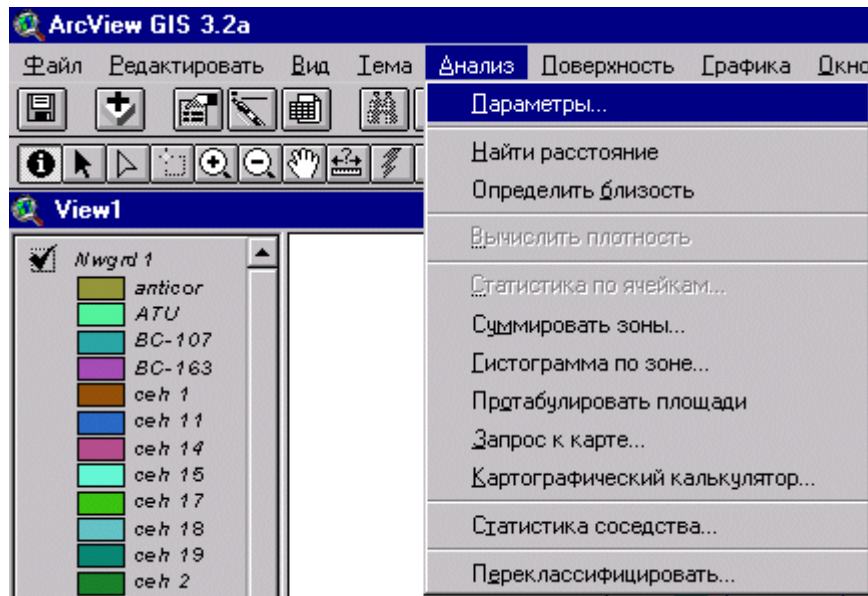 ArcView GIS 3.2a
Файл Редактировать Вид Тема Анализ Поверхность Графика Окно
Параметры...
Найти расстояние
Определить близость
View1
Вычислить плотность
Nwgrd 1
Статистика по ячейкам...
anticor
ATU
Суммировать зоны...
BC-107
Гистограмма по зоне...
BC-163
ceh 1
Протабулировать площади
ceh 11
Запрос к карте...
ceh 14
ceh 15
Картографический калькулятор...
ceh 17
ceh 18
Статистика соседства...
ceh 19
ceh 2
Переклассифицировать...